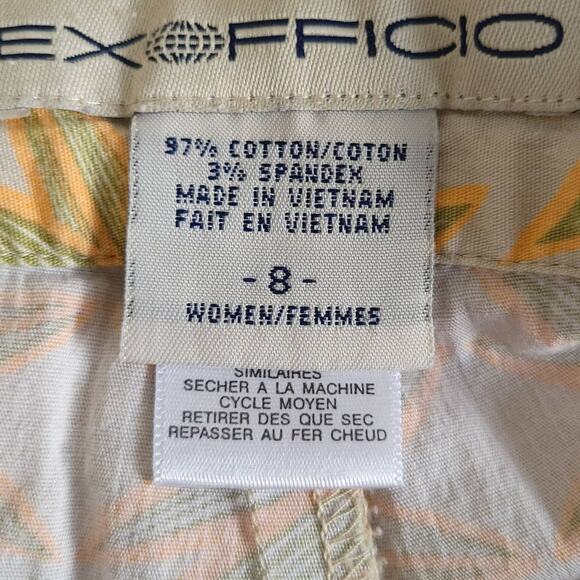 EXOFFICIO
97% COTTON/COTON
3% SPANDEX
MADE IN VIETNAM
FAIT EN VIETNAM
- 8 -
WOMEN/FEMMES
SIMILAIRES
SECHER A LA MACHINE
CYCLE MOYEN
RETIRER DES QUE SEC
REPASSER AU FER CHEUD